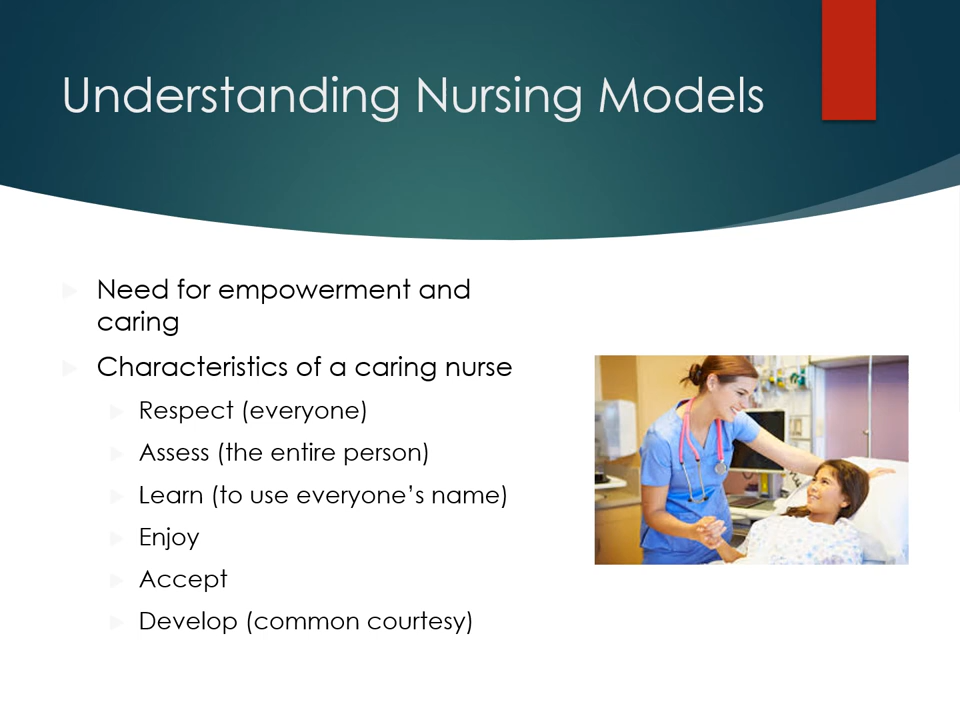 Understanding Nursing Models
Need for empowerment and
caring
Characteristics of a caring nurse
Respect (everyone)
Assess (the entire person)
Learn (to use everyone’s name)
Enjoy
Accept
Develop (common courtesy)